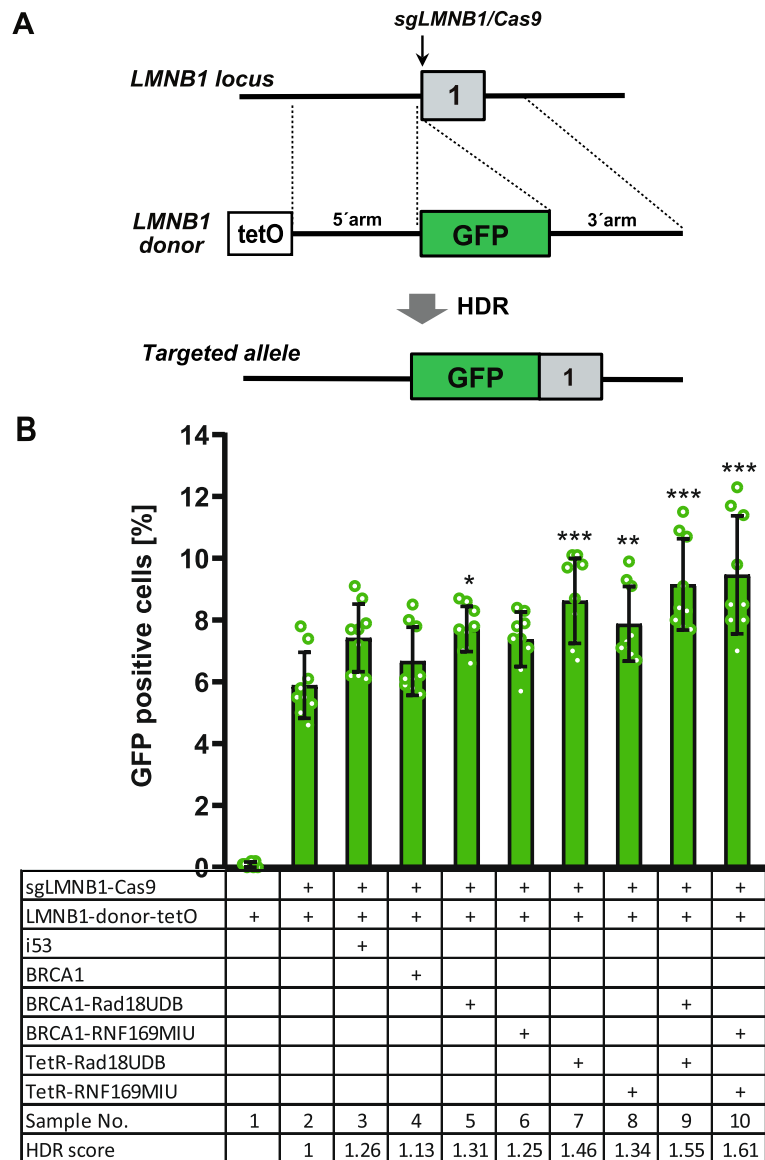 A
sgLMNB1/Cas9
LMNB1 locus
1
LMNB1
donor
tetO
5´arm
GFP
3´arm
HDR
Targeted allele
GFP
1
B
GFP positive cells [%]
14
12
10
8
6
4
2
0
*
***
**
***
***
sgLMNB1-Cas9 + + + + + + + + +
LMNB1-donor-tetO + + + + + + + + + +
i53 +
BRCA1 +
BRCA1-Rad18UDB + +
BRCA1-RNF169MIU + +
TetR-Rad18UDB + +
TetR-RNF169MIU + +
Sample No. 1 2 3 4 5 6 7 8 9 10
HDR score 1 1.26 1.13 1.31 1.25 1.46 1.34 1.55 1.61